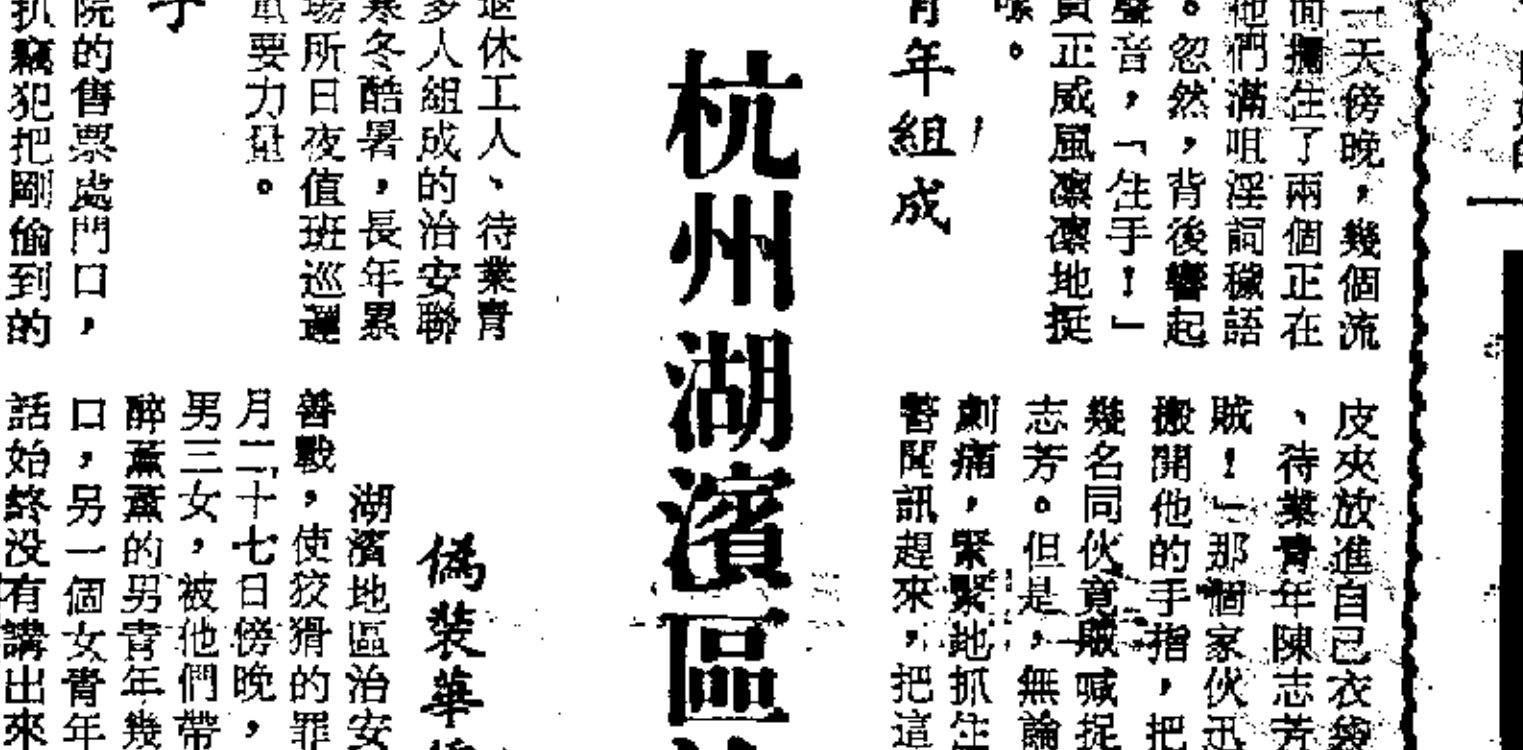 一天傍晚，幾個流
面攔住了兩個正在
他們滿咀淫詞穢語
。忽然，背後響起
聲音，「住手！」
員正威風凛凛地挺
。
青年組成
皮夾放進自己衣袋
、待業青年陳志芳
賊！」那個家伙迅
搬開他的手指，把
幾名同伙竟賊喊捉
志芳。但是，無論
劇痛，緊緊地抓住
警聞訊趕來，把這
杭州湖濱區
退休工人、待業青
多人組成的治安聯
寒冬酷暑，長年累
場所日夜值班巡邏
重要力量。
院的售票處門口，
扒竊犯把剛偷到的
偽裝華
湖濱地區治安
善戰，使狡猾的罪
月二十七日傍晚，
男三女，被他們帶
醉薰薰的男青年幾
口，另一個女青年
話始終没有講出來